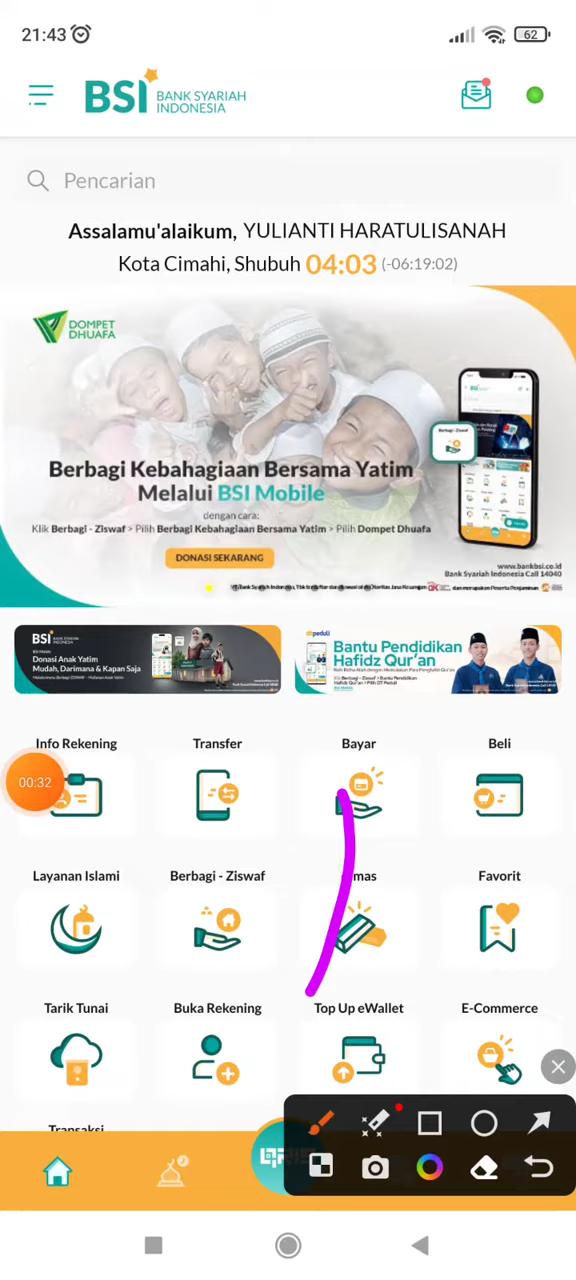 21:43
62
BSI BANK SYARIAH
INDONESIA
Pencarian
Assalamu'alaikum, YULIANTI HARATULISANAH
Kota Cimahi, Shubuh 04:03 (-06:19:02)
DOMPET
DHUAFA
Berbagi Kebahagiaan Bersama Yatim
Melalui BSI Mobile
dengan cara:
Klik Berbagi - Ziswaf > Pilih Berbagi Kebahagiaan Bersama Yatim > Pilih Dompet Dhuafa
DONASI SEKARANG
www.bankbsi.co.id
Bank Syariah Indonesia Call 14040
BSI
Donasi Anak Yatim
Mudah, Darimana & Kapan Saja
peduli
Bantu Pendidikan
Hafidz Qur'an
Info Rekening Transfer Bayar Beli
00:32
Layanan Islami Berbagi - Ziswaf mas Favorit
Tarik Tunai Buka Rekening Top Up eWallet E-Commerce
Transaksi
QRIS